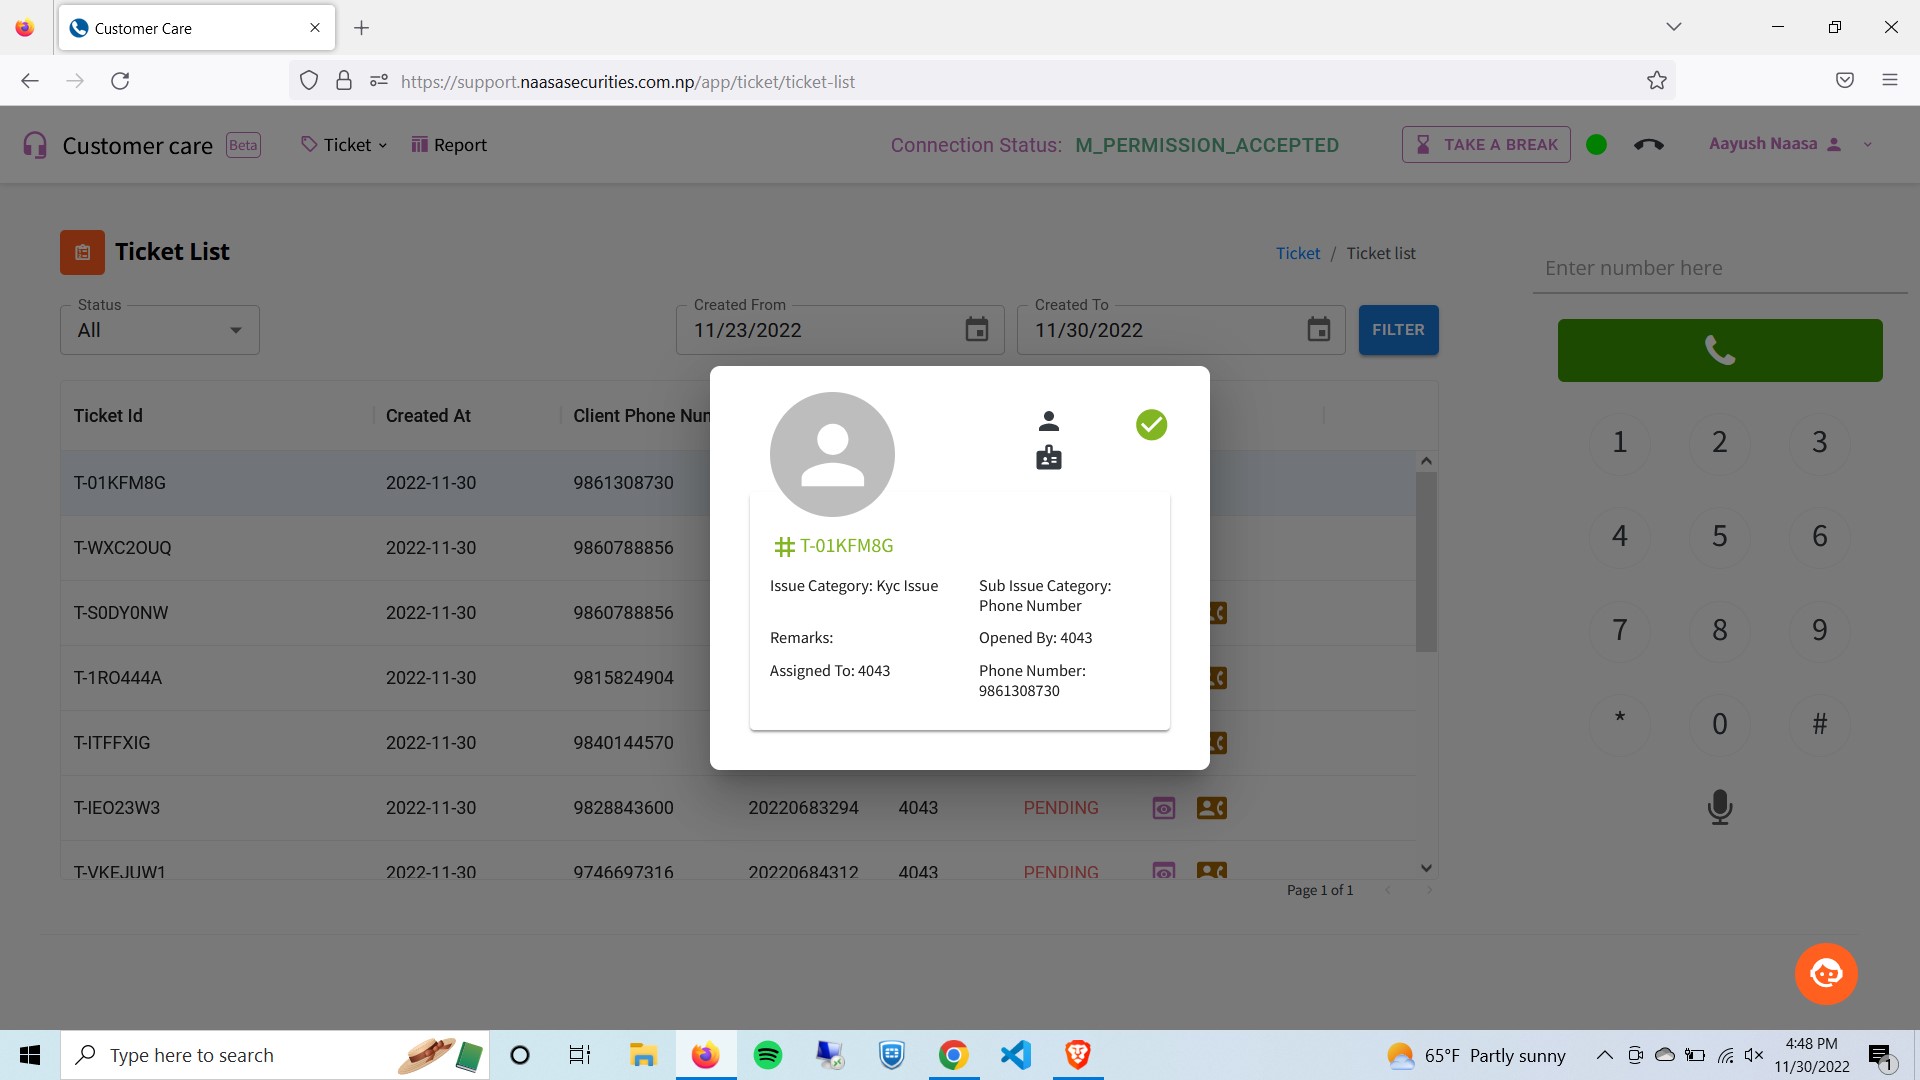 Customer Care
https://support.naasasecurities.com.np/app/ticket/ticket-list
Customer care Beta Ticket Report Connection Status: M_PERMISSION_ACCEPTED TAKE A BREAK Aayush Naasa
Ticket List
Ticket / Ticket list
Enter number here
Status
All
Created From
11/23/2022
Created To
11/30/2022
FILTER
Ticket Id Created At Client Phone Num
T-01KFM8G 2022-11-30 9861308730
T-WXC2OUQ 2022-11-30 9860788856
T-S0DY0NW 2022-11-30 9860788856
T-1RO444A 2022-11-30 9815824904
T-ITFFXIG 2022-11-30 9840144570
T-IEO23W3 2022-11-30 9828843600 20220683294 4043 PENDING
T-VKEJUW1 2022-11-30 9746697316 20220684312 4043 PENDING
Page 1 of 1
# T-01KFM8G
Issue Category: Kyc Issue
Sub Issue Category:
Phone Number
Remarks:
Opened By: 4043
Assigned To: 4043
Phone Number:
9861308730
1 2 3
4 5 6
7 8 9
* 0 #
Type here to search
65°F Partly sunny
4:48 PM
11/30/2022
1